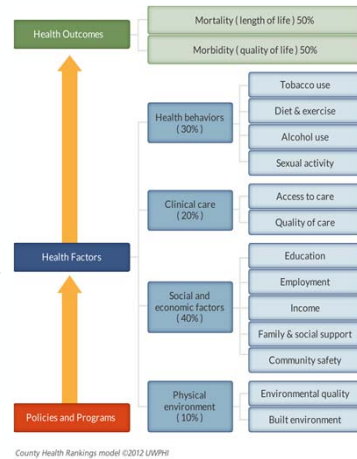 Health Outcomes
Mortality (length of life) 50%
Morbidity (quality of life) 50%
Health behaviors
(30%)
Tobacco use
Diet & exercise
Alcohol use
Sexual activity
Clinical care
(20%)
Access to care
Quality of care
Health Factors
Social and
economic factors
(40%)
Education
Employment
Income
Family & social support
Community safety
Physical
environment
(10%)
Environmental quality
Built environment
Policies and Programs
County Health Rankings model ©2012 UWPHI